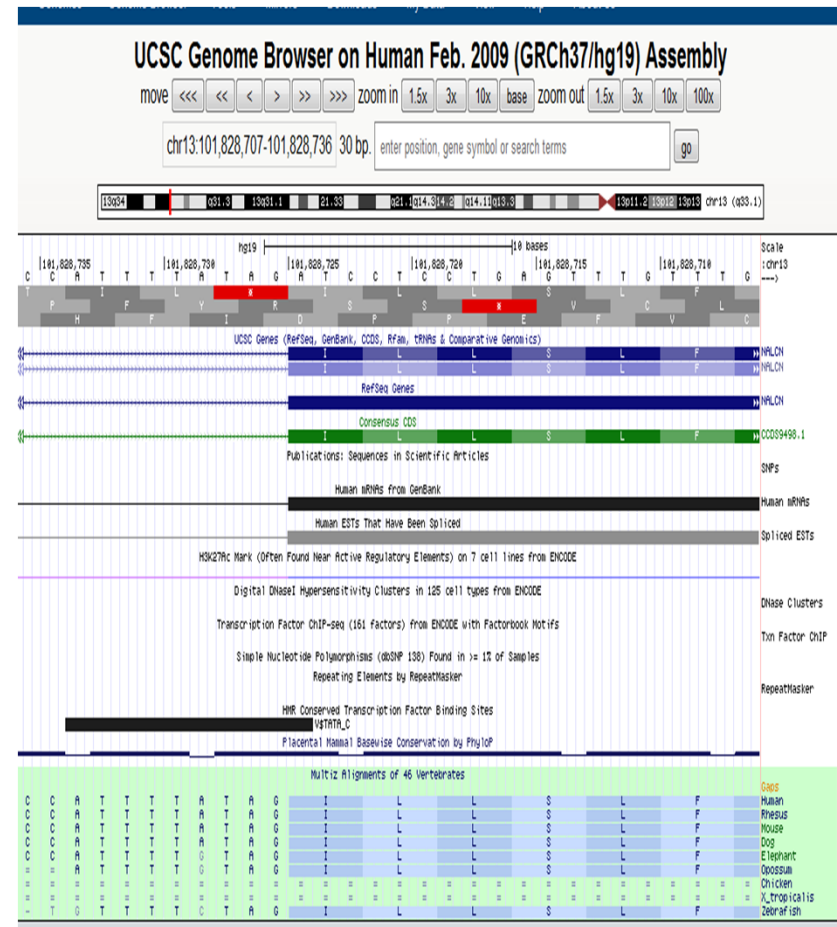 UCSC Genome Browser on Human Feb. 2009 (GRCh37/hg19) Assembly
move <<< << < > >> >>> zoom in 1.5x 3x 10x base zoom out 1.5x 3x 10x 100x
chr13:101,828,707-101,828,736 30 bp. enter position, gene symbol or search terms go
13q34 q31.3 13q31.1 21.33 q21.1 q14.3 14.2 q14.11 q13.3 13p11.2 13p12 13p13 chr13 (q33.1)
hg19 10 bases Scale
|101,828,735 |101,828,730 |101,828,725 |101,828,720 |101,828,715 |101,828,710 :chr13
C C A T T T T A T A G A T C C T C C T G A G T T T G T T T G --->
T I L * I L L S L F
P F Y R S S * V C L
H F I D P P E F V C
UCSC Genes (RefSeq, GenBank, CCDS, Rfam, tRNAs & Comparative Genomics)
I L L S L F NALCN
I L L S L F NALCN
RefSeq Genes
NALCN
Consensus CDS
I L L S L F CCDS9498.1
Publications: Sequences in Scientific Articles
SNPs
Human mRNAs from GenBank
Human mRNAs
Human ESTs That Have Been Spliced
Spliced ESTs
H3K27Ac Mark (Often Found Near Active Regulatory Elements) on 7 cell lines from ENCODE
Digital DNaseI Hypersensitivity Clusters in 125 cell types from ENCODE
DNase Clusters
Transcription Factor ChIP-seq (161 factors) from ENCODE with Factorbook Motifs
Txn Factor ChIP
Simple Nucleotide Polymorphisms (dbSNP 138) Found in >= 1% of Samples
Repeating Elements by RepeatMasker
RepeatMasker
HMR Conserved Transcription Factor Binding Sites
V$TATA_C
Placental Mammal Basewise Conservation by PhyloP
Multiz Alignments of 46 Vertebrates
Gaps
C C A T T T T A T A G I L L S L F Human
C C A T T T T A T A G I L L S L F Rhesus
C C A T T T T A T A G I L L S L F Mouse
C C A T T T T A T A G I L L S L F Dog
C C A T T T T G T A G I L L S L F Elephant
= = A T T T T G T A G I L L S L F Opossum
= = = = = = = = = = = = = = = = = = = = = = = = = = = = = = Chicken
= = = = = = = = = = = = = = = = = = = = = = = = = = = = = = X_tropicalis
- T G T T T T C T A G I L L S L F Zebrafish